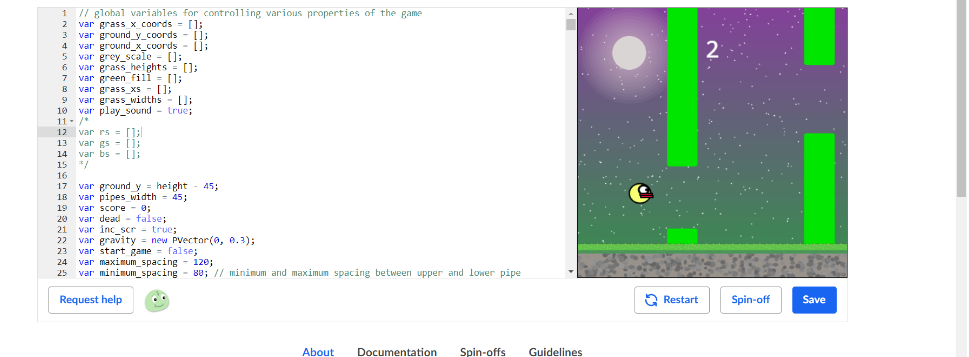 1 // global variables for controlling various properties of the game
2 var grass_x_coords = [];
3 var ground_y_coords = [];
4 var ground_x_coords = [];
5 var grey_scale = [];
6 var grass_heights = [];
7 var green_fill = [];
8 var grass_xs = [];
9 var grass_widths = [];
10 var play_sound = true;
11 /*
12 var rs = [];
13 var gs = [];
14 var bs = [];
15 */
16
17 var ground_y = height - 45;
18 var pipes_width = 45;
19 var score = 0;
20 var dead = false;
21 var inc_scr = true;
22 var gravity = new PVector(0, 0.3);
23 var start_game = false;
24 var maximum_spacing = 120;
25 var minimum_spacing = 80; // minimum and maximum spacing between upper and lower pipe
2
Request help
Restart
Spin-off
Save
About Documentation Spin-offs Guidelines